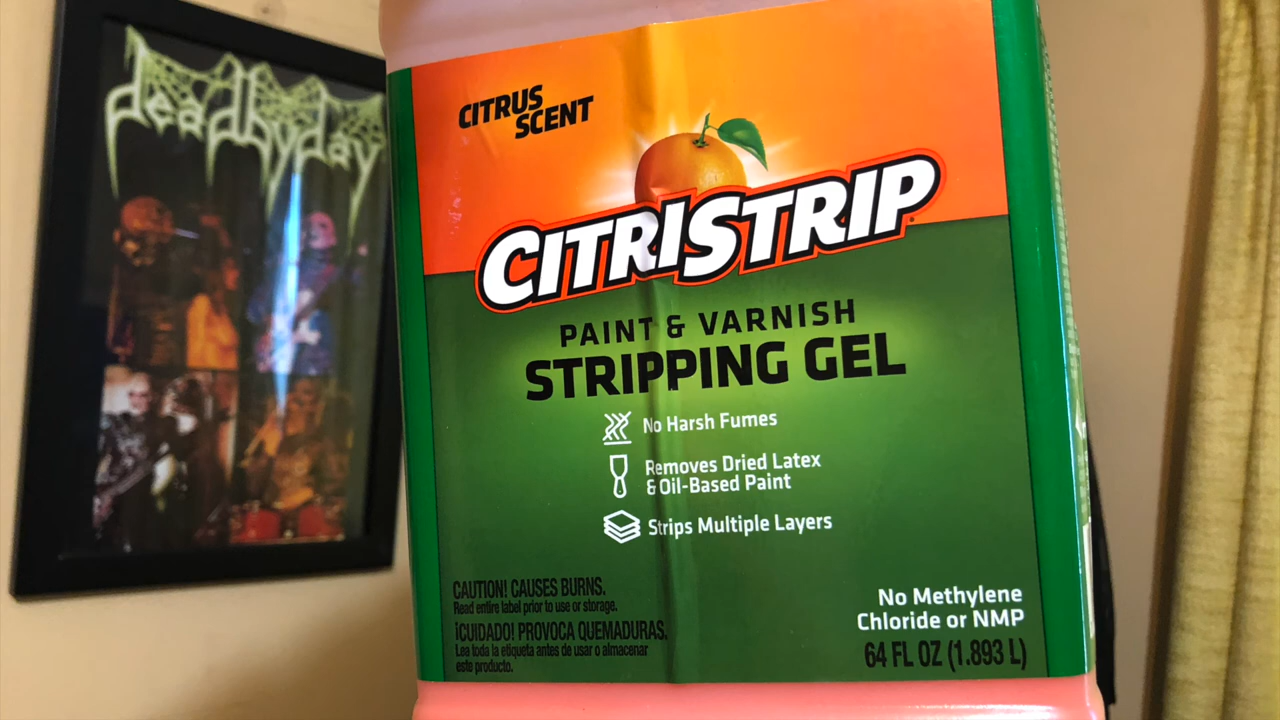 deadbyday
CITRUS
SCENT
CITRISTRIP
PAINT & VARNISH
STRIPPING GEL
No Harsh Fumes
Removes Dried Latex
& Oil-Based Paint
Strips Multiple Layers
CAUTION! CAUSES BURNS.
Read entire label prior to use or storage.
¡CUIDADO! PROVOCA QUEMADURAS.
Lea toda la etiqueta antes de usar o almacenar
este producto.
No Methylene
Chloride or NMP
64 FL OZ (1.893 L)